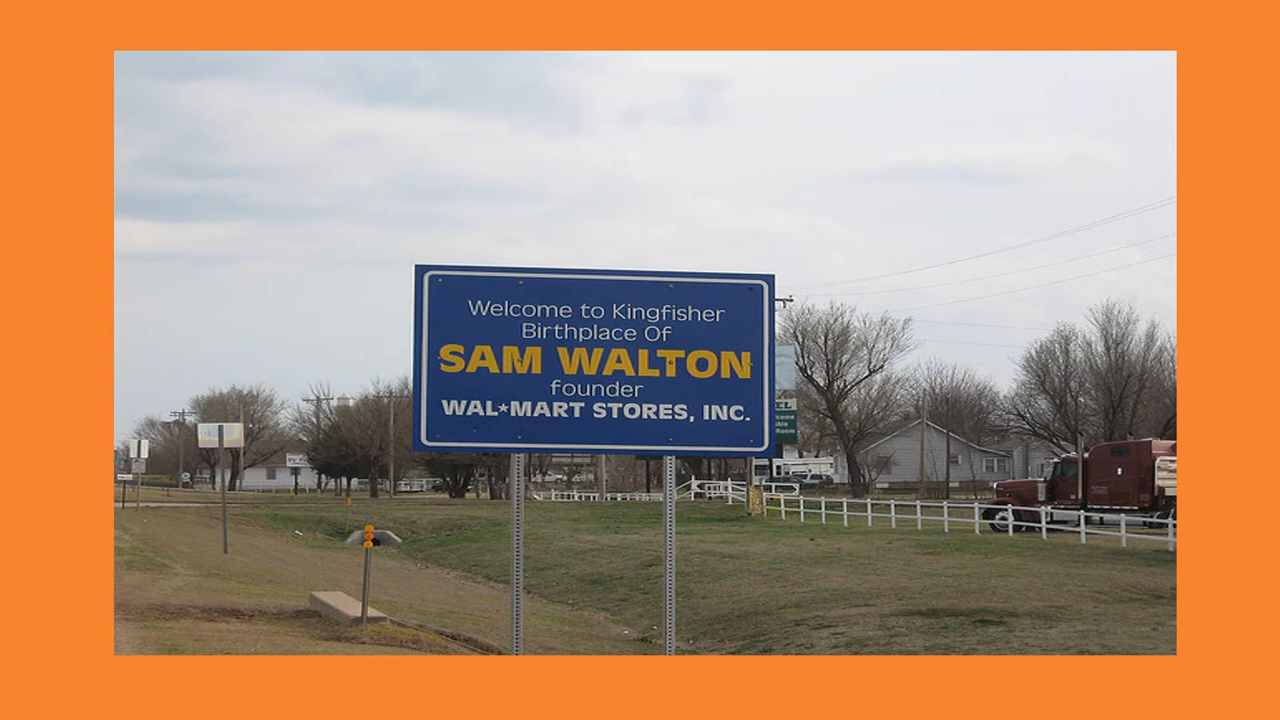 Welcome to Kingfisher
Birthplace Of
SAM WALTON
founder
WAL★MART STORES, INC.